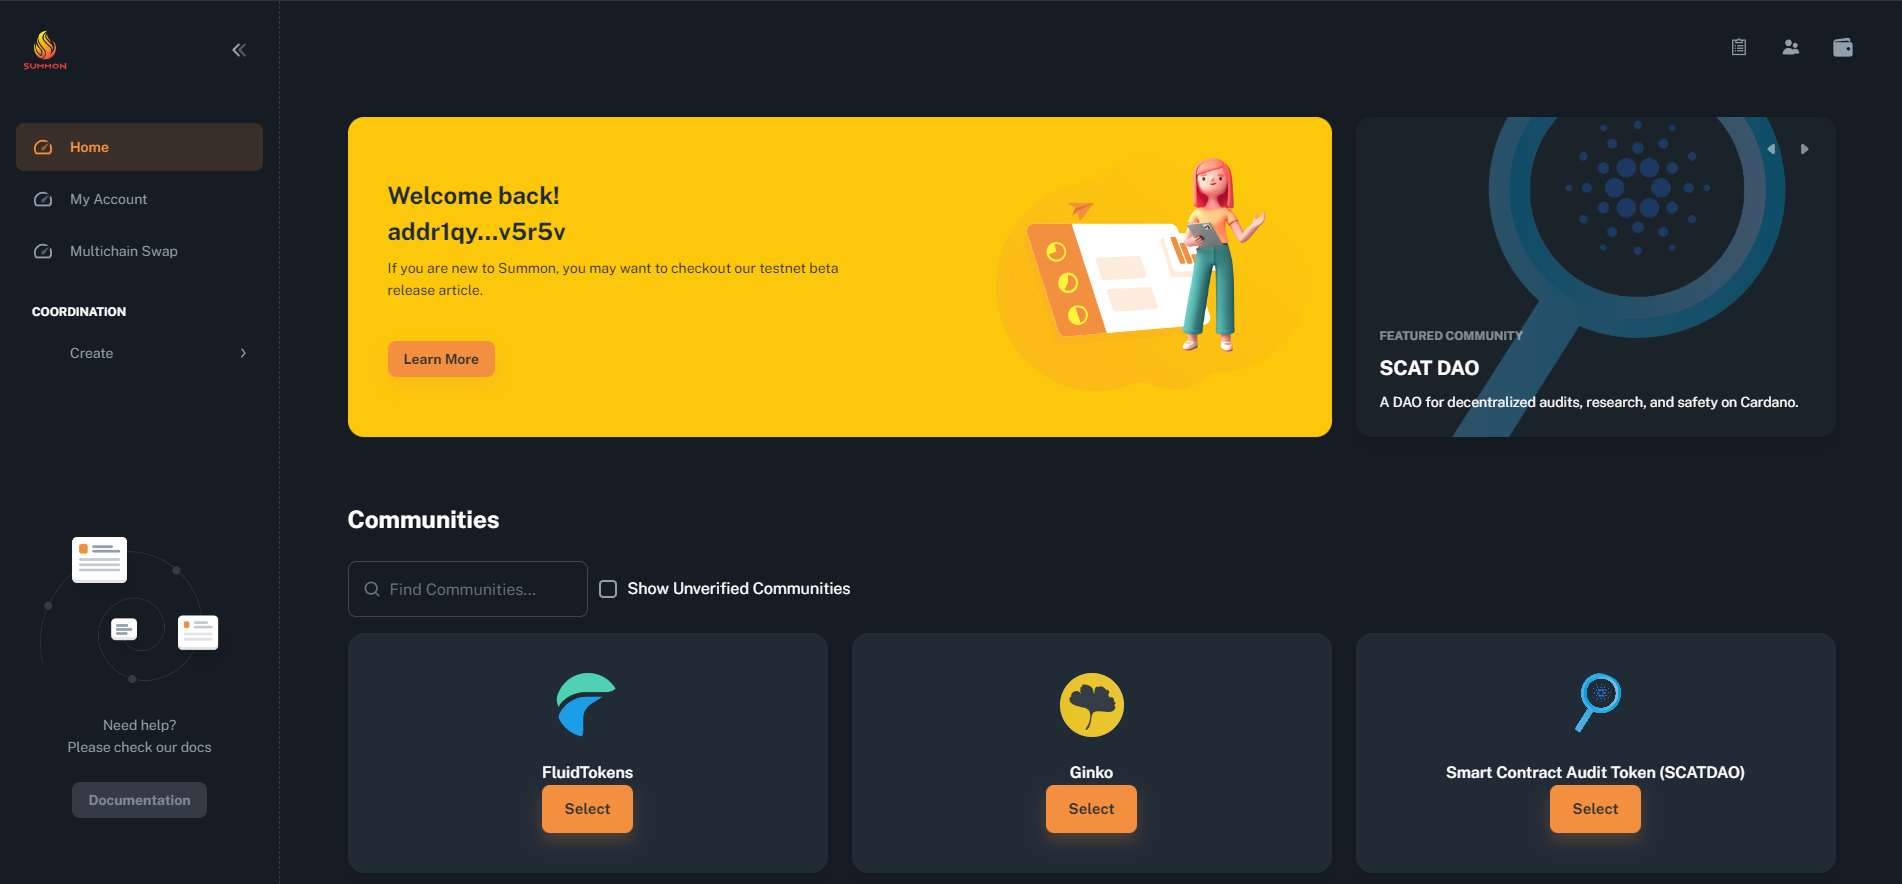 SUMMON
Home
My Account
Multichain Swap
COORDINATION
Create
Need help?
Please check our docs
Documentation
Welcome back!
addr1qy...v5r5v
If you are new to Summon, you may want to checkout our testnet beta
release article.
Learn More
FEATURED COMMUNITY
SCAT DAO
A DAO for decentralized audits, research, and safety on Cardano.
Communities
Find Communities...
Show Unverified Communities
FluidTokens
Select
Ginko
Select
Smart Contract Audit Token (SCATDAO)
Select